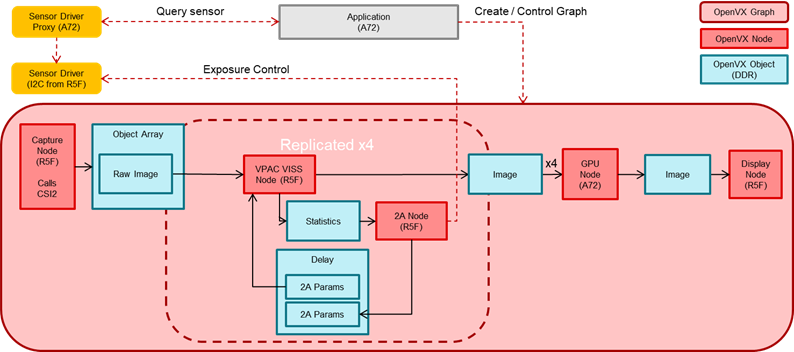 Sensor Driver
Proxy (A72)
Query sensor
Application
(A72)
Create / Control Graph
OpenVX Graph
OpenVX Node
OpenVX Object
(DDR)
Sensor Driver
(I2C from R5F)
Exposure Control
Capture
Node
(R5F)
Calls
CSI2
Object Array
Raw Image
Replicated x4
VPAC VISS
Node (R5F)
Statistics
2A Node
(R5F)
Delay
2A Params
2A Params
Image
x4
GPU
Node
(A72)
Image
Display
Node
(R5F)